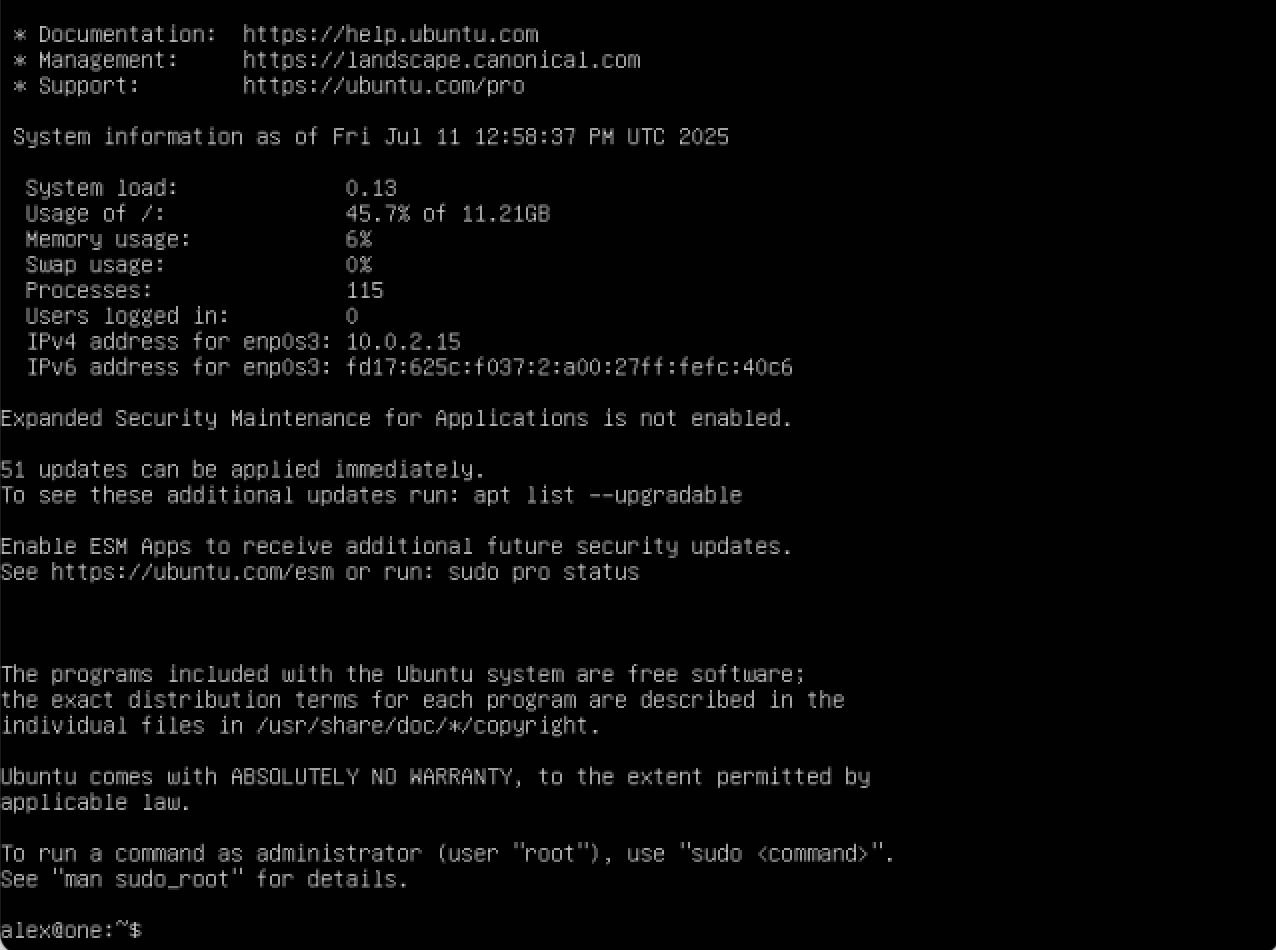 * Documentation:  https://help.ubuntu.com
* Management:     https://landscape.canonical.com
* Support:        https://ubuntu.com/pro
System information as of Fri Jul 11 12:58:37 PM UTC 2025
System load:             0.13
Usage of /:              45.7% of 11.21GB
Memory usage:            6%
Swap usage:              0%
Processes:               115
Users logged in:         0
IPv4 address for enp0s3: 10.0.2.15
IPv6 address for enp0s3: fd17:625c:f037:2:a00:27ff:fefc:40c6
Expanded Security Maintenance for Applications is not enabled.
51 updates can be applied immediately.
To see these additional updates run: apt list --upgradable
Enable ESM Apps to receive additional future security updates.
See https://ubuntu.com/esm or run: sudo pro status
The programs included with the Ubuntu system are free software;
the exact distribution terms for each program are described in the
individual files in /usr/share/doc/*/copyright.
Ubuntu comes with ABSOLUTELY NO WARRANTY, to the extent permitted by
applicable law.
To run a command as administrator (user "root"), use "sudo <command>".
See "man sudo_root" for details.
alex@one:~$